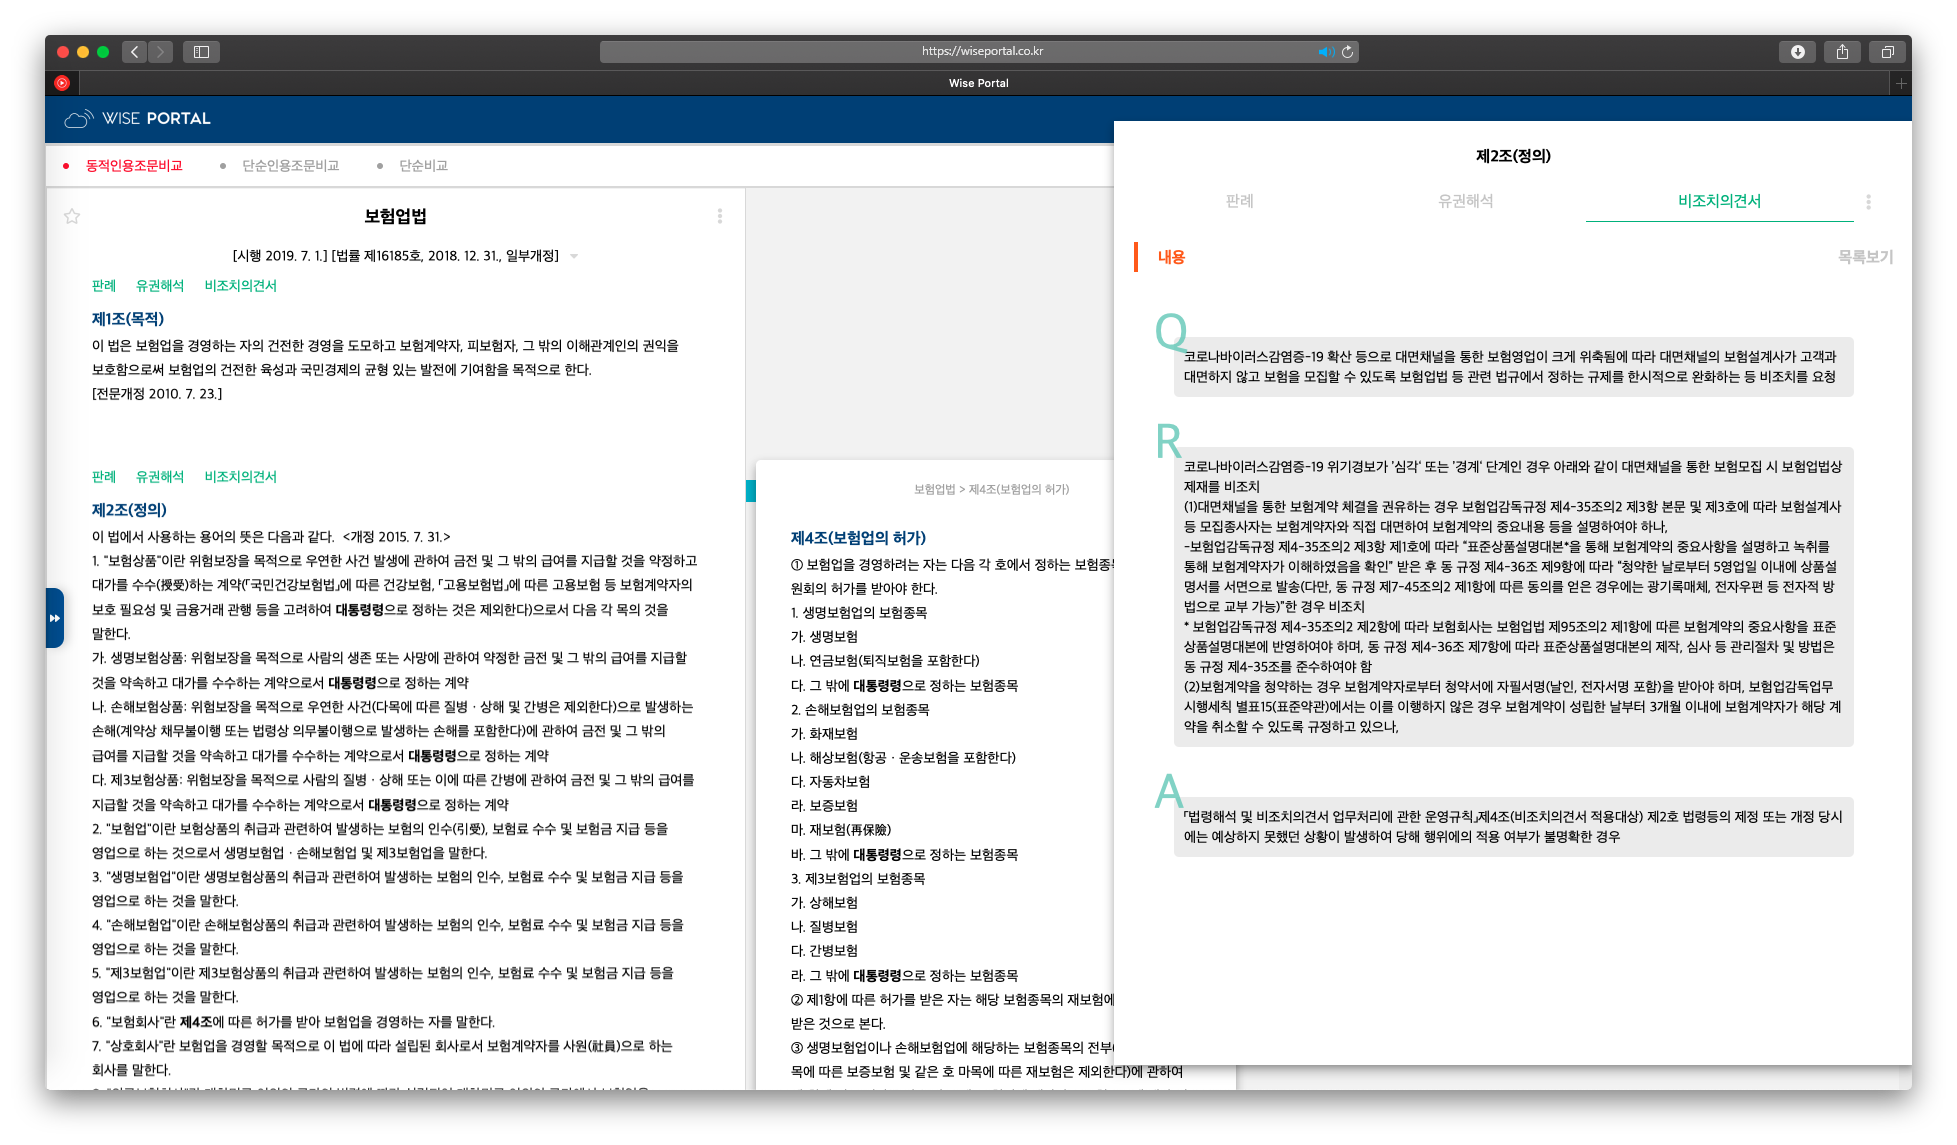 https://wiseportal.co.kr
Wise Portal
WISE PORTAL
동적인용조문비교
단순인용조문비교
단순비교
보험업법
[시행 2019. 7. 1.] [법률 제16185호, 2018. 12. 31., 일부개정]
판례 유권해석 비조치의견서
제1조(목적)
이 법은 보험업을 경영하는 자의 건전한 경영을 도모하고 보험계약자, 피보험자, 그 밖의 이해관계인의 권익을
보호함으로써 보험업의 건전한 육성과 국민경제의 균형 있는 발전에 기여함을 목적으로 한다.
[전문개정 2010. 7. 23.]
판례 유권해석 비조치의견서
제2조(정의)
이 법에서 사용하는 용어의 뜻은 다음과 같다. <개정 2015. 7. 31.>
1. "보험상품"이란 위험보장을 목적으로 우연한 사건 발생에 관하여 금전 및 그 밖의 급여를 지급할 것을 약정하고
대가를 수수(授受)하는 계약(「국민건강보험법」에 따른 건강보험, 「고용보험법」에 따른 고용보험 등 보험계약자의
보호 필요성 및 금융거래 관행 등을 고려하여 대통령령으로 정하는 것은 제외한다)으로서 다음 각 목의 것을
말한다.
가. 생명보험상품: 위험보장을 목적으로 사람의 생존 또는 사망에 관하여 약정한 금전 및 그 밖의 급여를 지급할
것을 약속하고 대가를 수수하는 계약으로서 대통령령으로 정하는 계약
나. 손해보험상품: 위험보장을 목적으로 우연한 사건(다목에 따른 질병ㆍ상해 및 간병은 제외한다)으로 발생하는
손해(계약상 채무불이행 또는 법령상 의무불이행으로 발생하는 손해를 포함한다)에 관하여 금전 및 그 밖의
급여를 지급할 것을 약속하고 대가를 수수하는 계약으로서 대통령령으로 정하는 계약
다. 제3보험상품: 위험보장을 목적으로 사람의 질병ㆍ상해 또는 이에 따른 간병에 관하여 금전 및 그 밖의 급여를
지급할 것을 약속하고 대가를 수수하는 계약으로서 대통령령으로 정하는 계약
2. "보험업"이란 보험상품의 취급과 관련하여 발생하는 보험의 인수(引受), 보험료 수수 및 보험금 지급 등을
영업으로 하는 것으로서 생명보험업ㆍ손해보험업 및 제3보험업을 말한다.
3. "생명보험업"이란 생명보험상품의 취급과 관련하여 발생하는 보험의 인수, 보험료 수수 및 보험금 지급 등을
영업으로 하는 것을 말한다.
4. "손해보험업"이란 손해보험상품의 취급과 관련하여 발생하는 보험의 인수, 보험료 수수 및 보험금 지급 등을
영업으로 하는 것을 말한다.
5. "제3보험업"이란 제3보험상품의 취급과 관련하여 발생하는 보험의 인수, 보험료 수수 및 보험금 지급 등을
영업으로 하는 것을 말한다.
6. "보험회사"란 제4조에 따른 허가를 받아 보험업을 경영하는 자를 말한다.
7. "상호회사"란 보험업을 경영할 목적으로 이 법에 따라 설립된 회사로서 보험계약자를 사원(社員)으로 하는
회사를 말한다.
보험업법 > 제4조(보험업의 허가)
제4조(보험업의 허가)
① 보험업을 경영하려는 자는 다음 각 호에서 정하는 보험종
원회의 허가를 받아야 한다.
1. 생명보험업의 보험종목
가. 생명보험
나. 연금보험(퇴직보험을 포함한다)
다. 그 밖에 대통령령으로 정하는 보험종목
2. 손해보험업의 보험종목
가. 화재보험
나. 해상보험(항공ㆍ운송보험을 포함한다)
다. 자동차보험
라. 보증보험
마. 재보험(再保險)
바. 그 밖에 대통령령으로 정하는 보험종목
3. 제3보험업의 보험종목
가. 상해보험
나. 질병보험
다. 간병보험
라. 그 밖에 대통령령으로 정하는 보험종목
② 제1항에 따른 허가를 받은 자는 해당 보험종목의 재보험에
받은 것으로 본다.
③ 생명보험업이나 손해보험업에 해당하는 보험종목의 전부(
목에 따른 보증보험 및 같은 호 마목에 따른 재보험은 제외한다)에 관하여
제2조(정의)
판례
유권해석
비조치의견서
내용
목록보기
Q
코로나바이러스감염증-19 확산 등으로 대면채널을 통한 보험영업이 크게 위축됨에 따라 대면채널의 보험설계사가 고객과
대면하지 않고 보험을 모집할 수 있도록 보험업법 등 관련 법규에서 정하는 규제를 한시적으로 완화하는 등 비조치를 요청
R
코로나바이러스감염증-19 위기경보가 '심각' 또는 '경계' 단계인 경우 아래와 같이 대면채널을 통한 보험모집 시 보험업법상
제재를 비조치
(1)대면채널을 통한 보험계약 체결을 권유하는 경우 보험업감독규정 제4-35조의2 제3항 본문 및 제3호에 따라 보험설계사
등 모집종사자는 보험계약자와 직접 대면하여 보험계약의 중요내용 등을 설명하여야 하나,
-보험업감독규정 제4-35조의2 제3항 제1호에 따라 "표준상품설명대본*을 통해 보험계약의 중요사항을 설명하고 녹취를
통해 보험계약자가 이해하였음을 확인" 받은 후 동 규정 제4-36조 제9항에 따라 "청약한 날로부터 5영업일 이내에 상품설
명서를 서면으로 발송(다만, 동 규정 제7-45조의2 제1항에 따른 동의를 얻은 경우에는 광기록매체, 전자우편 등 전자적 방
법으로 교부 가능)"한 경우 비조치
* 보험업감독규정 제4-35조의2 제2항에 따라 보험회사는 보험업법 제95조의2 제1항에 따른 보험계약의 중요사항을 표준
상품설명대본에 반영하여야 하며, 동 규정 제4-36조 제7항에 따라 표준상품설명대본의 제작, 심사 등 관리절차 및 방법은
동 규정 제4-35조를 준수하여야 함
(2)보험계약을 청약하는 경우 보험계약자로부터 청약서에 자필서명(날인, 전자서명 포함)을 받아야 하며, 보험업감독업무
시행세칙 별표15(표준약관)에서는 이를 이행하지 않은 경우 보험계약이 성립한 날부터 3개월 이내에 보험계약자가 해당 계
약을 취소할 수 있도록 규정하고 있으나,
A
「법령해석 및 비조치의견서 업무처리에 관한 운영규칙」제4조(비조치의견서 적용대상) 제2호 법령등의 제정 또는 개정 당시
에는 예상하지 못했던 상황이 발생하여 당해 행위에의 적용 여부가 불명확한 경우